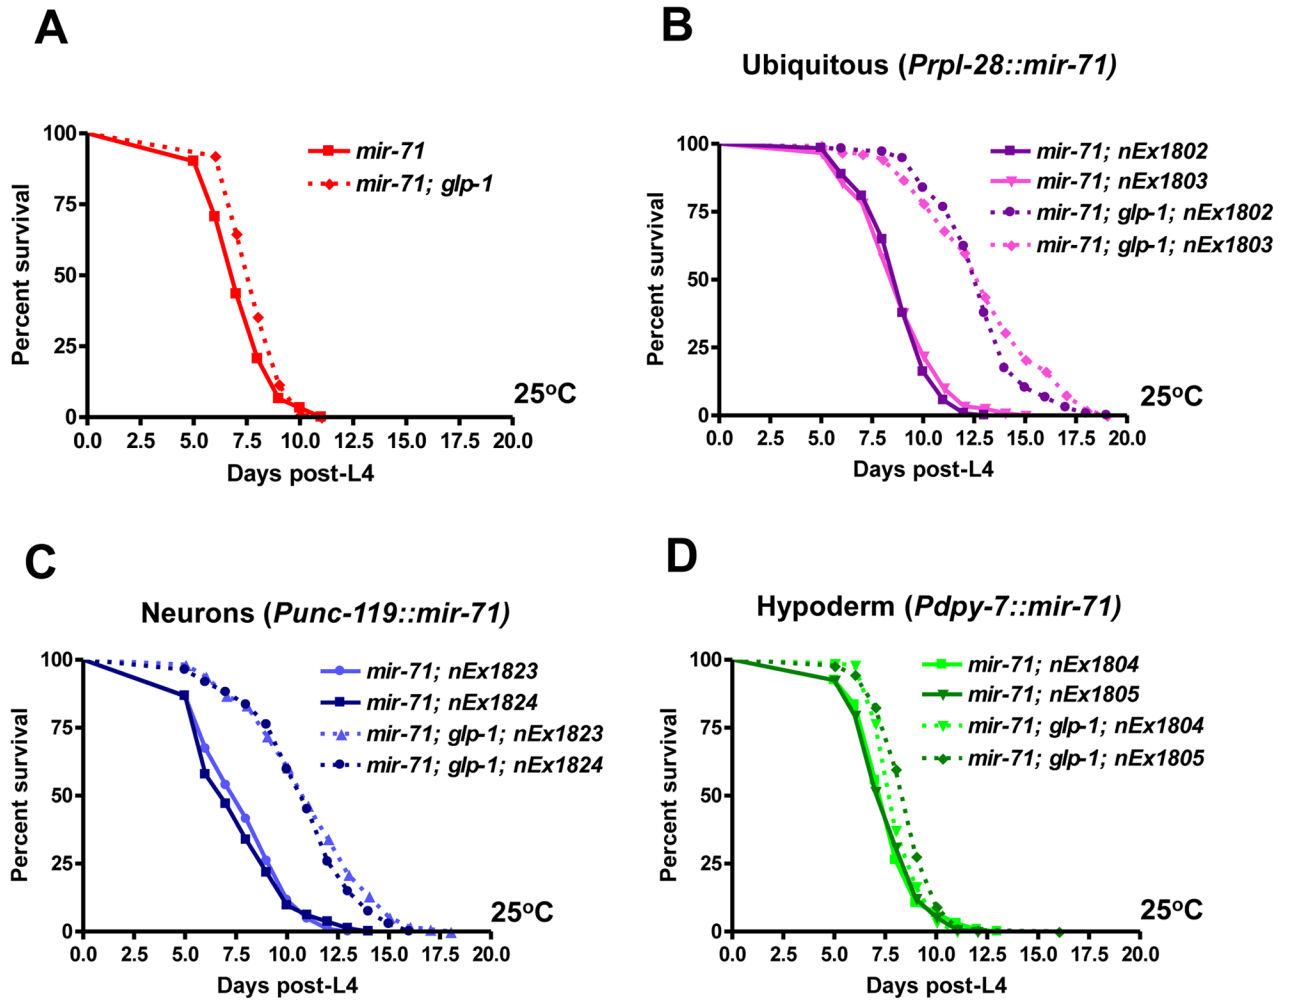 A
100
75
50
25
0
0.0 2.5 5.0 7.5 10.0 12.5 15.0 17.5 20.0
Percent survival
Days post-L4
mir-71
mir-71; glp-1
25°C
B
Ubiquitous (Prpl-28::mir-71)
100
75
50
25
0
0.0 2.5 5.0 7.5 10.0 12.5 15.0 17.5 20.0
Percent survival
Days post-L4
mir-71; nEx1802
mir-71; nEx1803
mir-71; glp-1; nEx1802
mir-71; glp-1; nEx1803
25°C
C
Neurons (Punc-119::mir-71)
100
75
50
25
0
0.0 2.5 5.0 7.5 10.0 12.5 15.0 17.5 20.0
Percent survival
Days post-L4
mir-71; nEx1823
mir-71; nEx1824
mir-71; glp-1; nEx1823
mir-71; glp-1; nEx1824
25°C
D
Hypoderm (Pdpy-7::mir-71)
100
75
50
25
0
0.0 2.5 5.0 7.5 10.0 12.5 15.0 17.5 20.0
Percent survival
Days post-L4
mir-71; nEx1804
mir-71; nEx1805
mir-71; glp-1; nEx1804
mir-71; glp-1; nEx1805
25°C